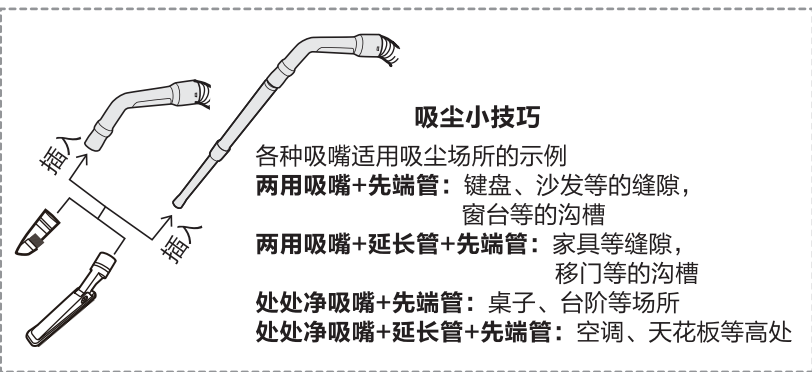 吸尘小技巧
各种吸嘴适用吸尘场所的示例
两用吸嘴+先端管：键盘、沙发等的缝隙，
窗台等的沟槽
两用吸嘴+延长管+先端管：家具等缝隙，
移门等的沟槽
处处净吸嘴+先端管：桌子、台阶等场所
处处净吸嘴+延长管+先端管：空调、天花板等高处
插入
插入